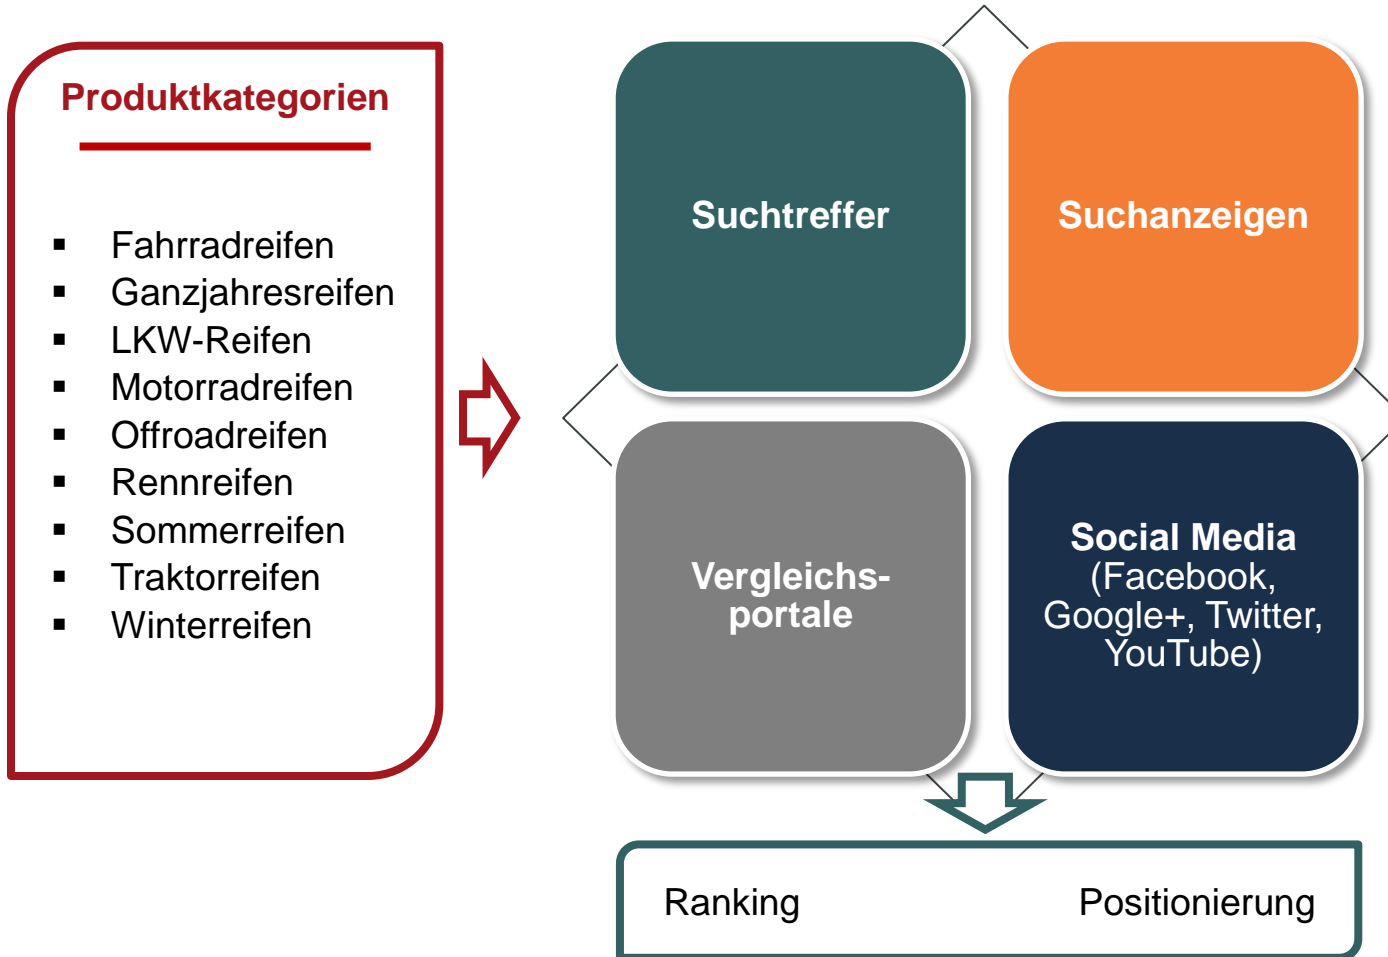 Produktkategorien
▪ Fahrradreifen
▪ Ganzjahresreifen
▪ LKW-Reifen
▪ Motorradreifen
▪ Offroadreifen
▪ Rennreifen
▪ Sommerreifen
▪ Traktorreifen
▪ Winterreifen
Suchtreffer
Suchanzeigen
Vergleichs-
portale
Social Media
(Facebook,
Google+, Twitter,
YouTube)
Ranking Positionierung